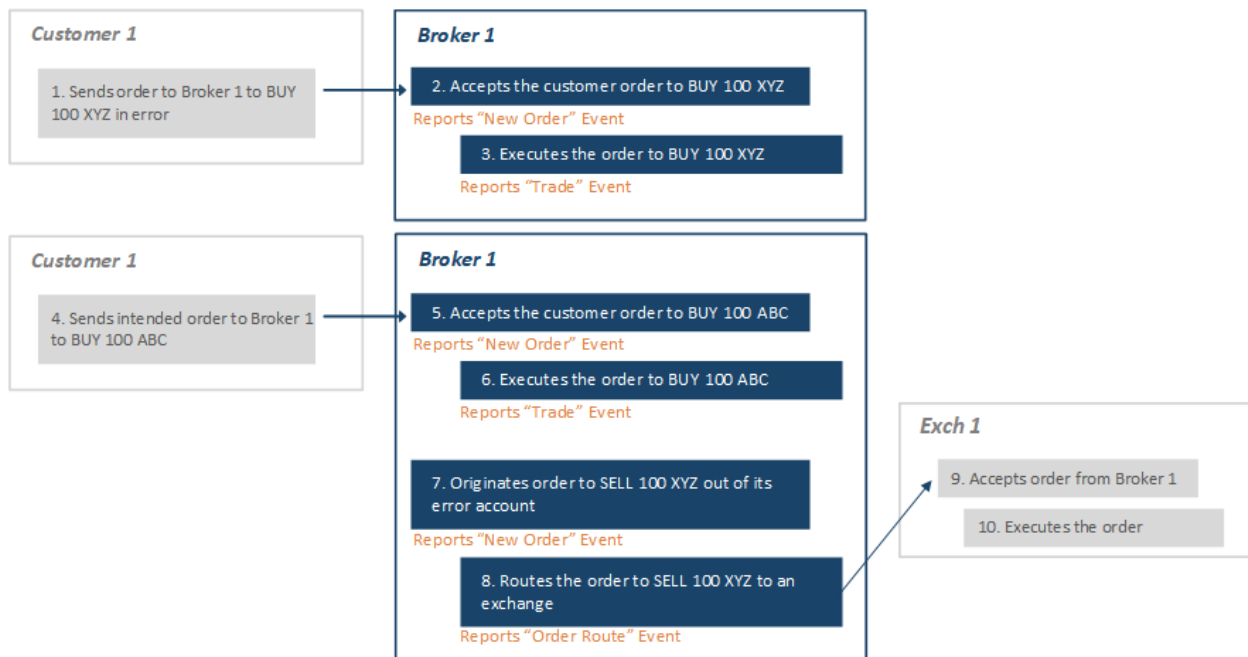 Customer 1
1. Sends order to Broker 1 to BUY
100 XYZ in error
Broker 1
2. Accepts the customer order to BUY 100 XYZ
Reports “New Order” Event
3. Executes the order to BUY 100 XYZ
Reports “Trade” Event
Customer 1
4. Sends intended order to Broker 1
to BUY 100 ABC
Broker 1
5. Accepts the customer order to BUY 100 ABC
Reports “New Order” Event
6. Executes the order to BUY 100 ABC
Reports “Trade” Event
7. Originates order to SELL 100 XYZ out of its
error account
Reports “New Order” Event
8. Routes the order to SELL 100 XYZ to an
exchange
Reports “Order Route” Event
Exch 1
9. Accepts order from Broker 1
10. Executes the order